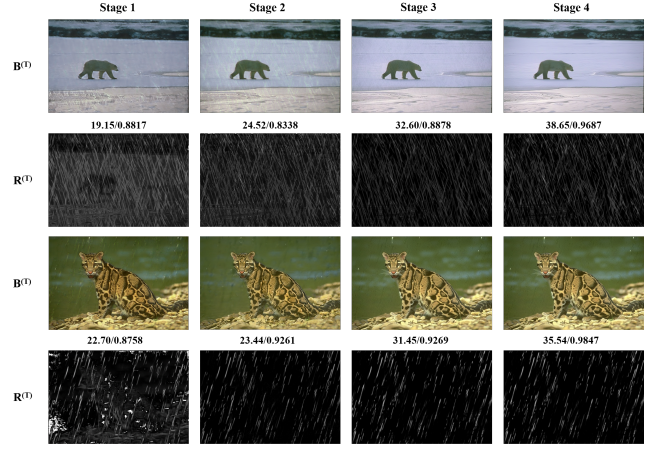 Stage 1 Stage 2 Stage 3 Stage 4
B(T)
19.15/0.8817 24.52/0.8338 32.60/0.8878 38.65/0.9687
R(T)
B(T)
22.70/0.8758 23.44/0.9261 31.45/0.9269 35.54/0.9847
R(T)